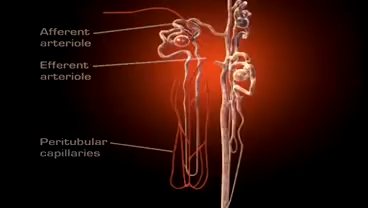 Afferent
arteriole
Efferent
arteriole
Peritubular
capillaries